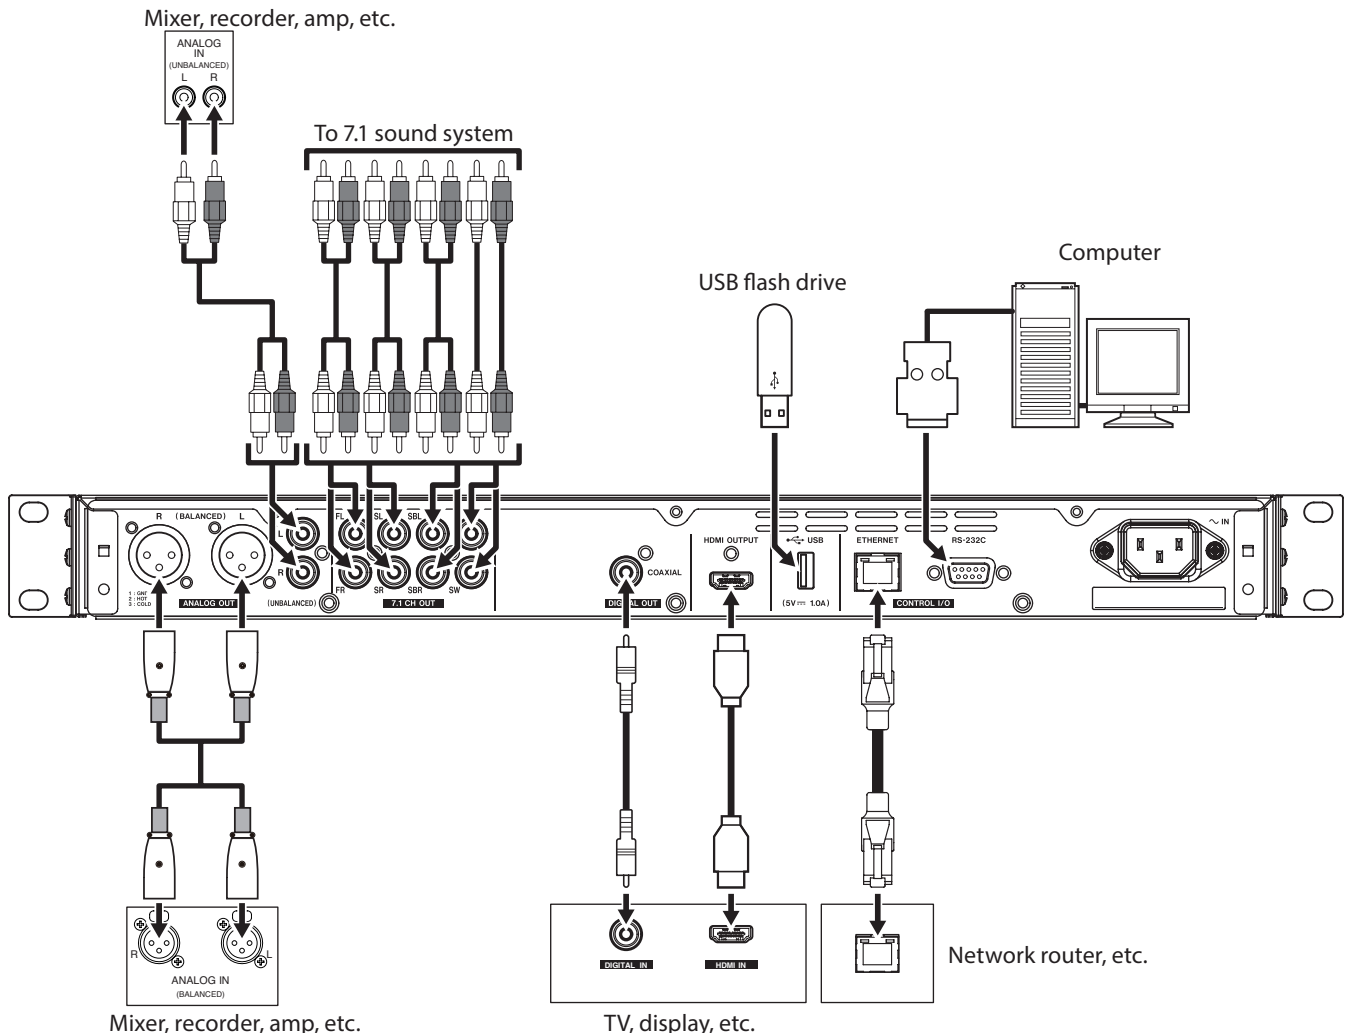 Mixer, recorder, amp, etc.
ANALOG
IN
(UNBALANCED)
L R
To 7.1 sound system
Computer
USB flash drive
R (BALANCED) L
L
R
FL SL SBL
HDMI OUTPUT
USB
ETHERNET
RS-232C
IN
COAXIAL
1 : GNT
2 : HOT
3 : COLD
ANALOG OUT
(UNBALANCED)
FR SR SBR SW
7.1 CH OUT
DIGITAL OUT
(5V 1.0A)
CONTROL I/O
R L
ANALOG IN
(BALANCED)
DIGITAL IN
HDMI IN
Network router, etc.
Mixer, recorder, amp, etc.
TV, display, etc.